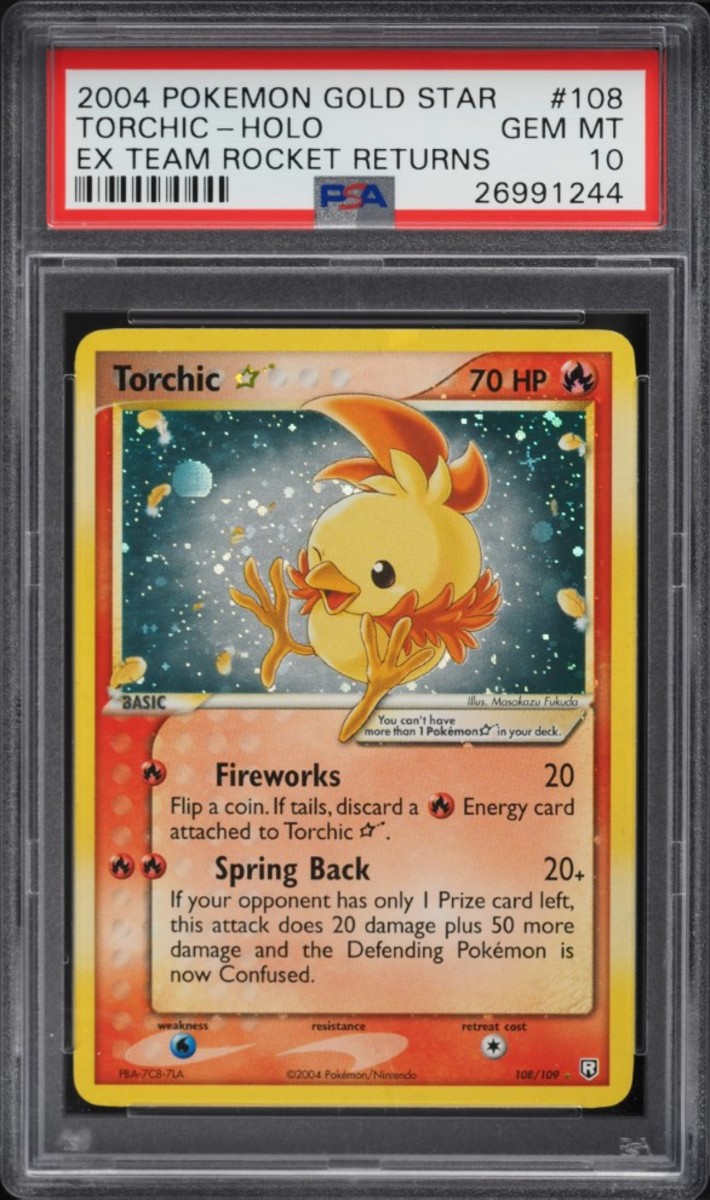 2004 POKEMON GOLD STAR #108
TORCHIC-HOLO GEM MT
EX TEAM ROCKET RETURNS 10
PSA 26991244
Torchic ☆ 70 HP
BASIC Illus. Masakazu Fukuda
You can't have
more than 1 Pokémon☆ in your deck.
Fireworks 20
Flip a coin. If tails, discard a Energy card
attached to Torchic ☆.
Spring Back 20+
If your opponent has only 1 Prize card left,
this attack does 20 damage plus 50 more
damage and the Defending Pokémon is
now Confused.
weakness resistance retreat cost
PBA-7C8-7LA ©2004 Pokémon/Nintendo 108/109 R